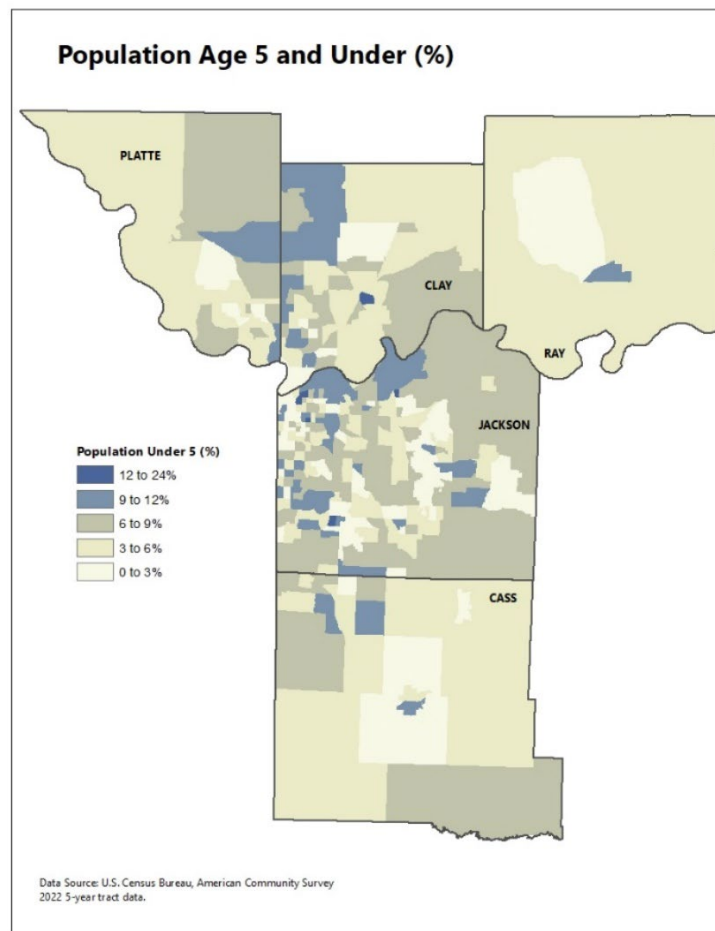 Population Age 5 and Under (%)
PLATTE
CLAY
RAY
JACKSON
Population Under 5 (%)
12 to 24%
9 to 12%
6 to 9%
3 to 6%
0 to 3%
CASS
Data Source: U.S. Census Bureau, American Community Survey
2022 5-year tract data.